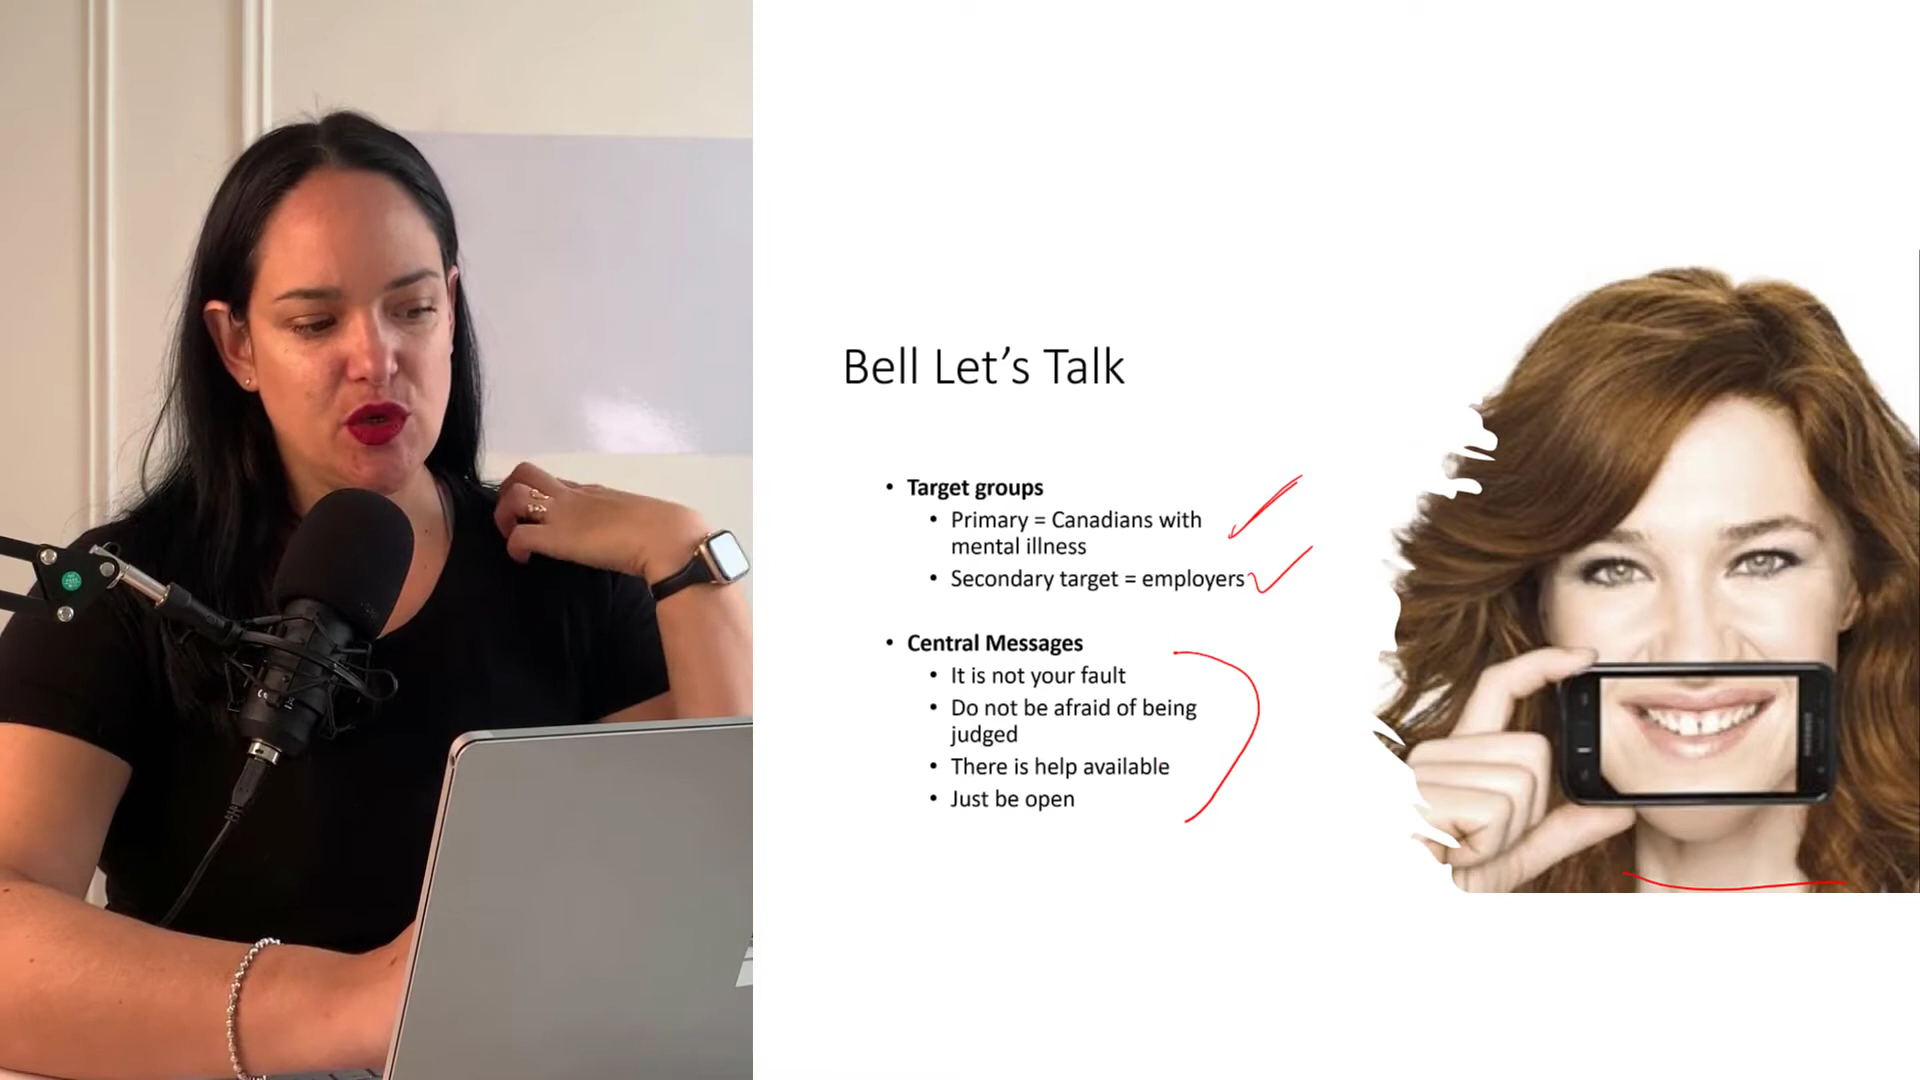 Bell Let’s Talk
• Target groups
• Primary = Canadians with
mental illness
• Secondary target = employers
• Central Messages
• It is not your fault
• Do not be afraid of being
judged
• There is help available
• Just be open